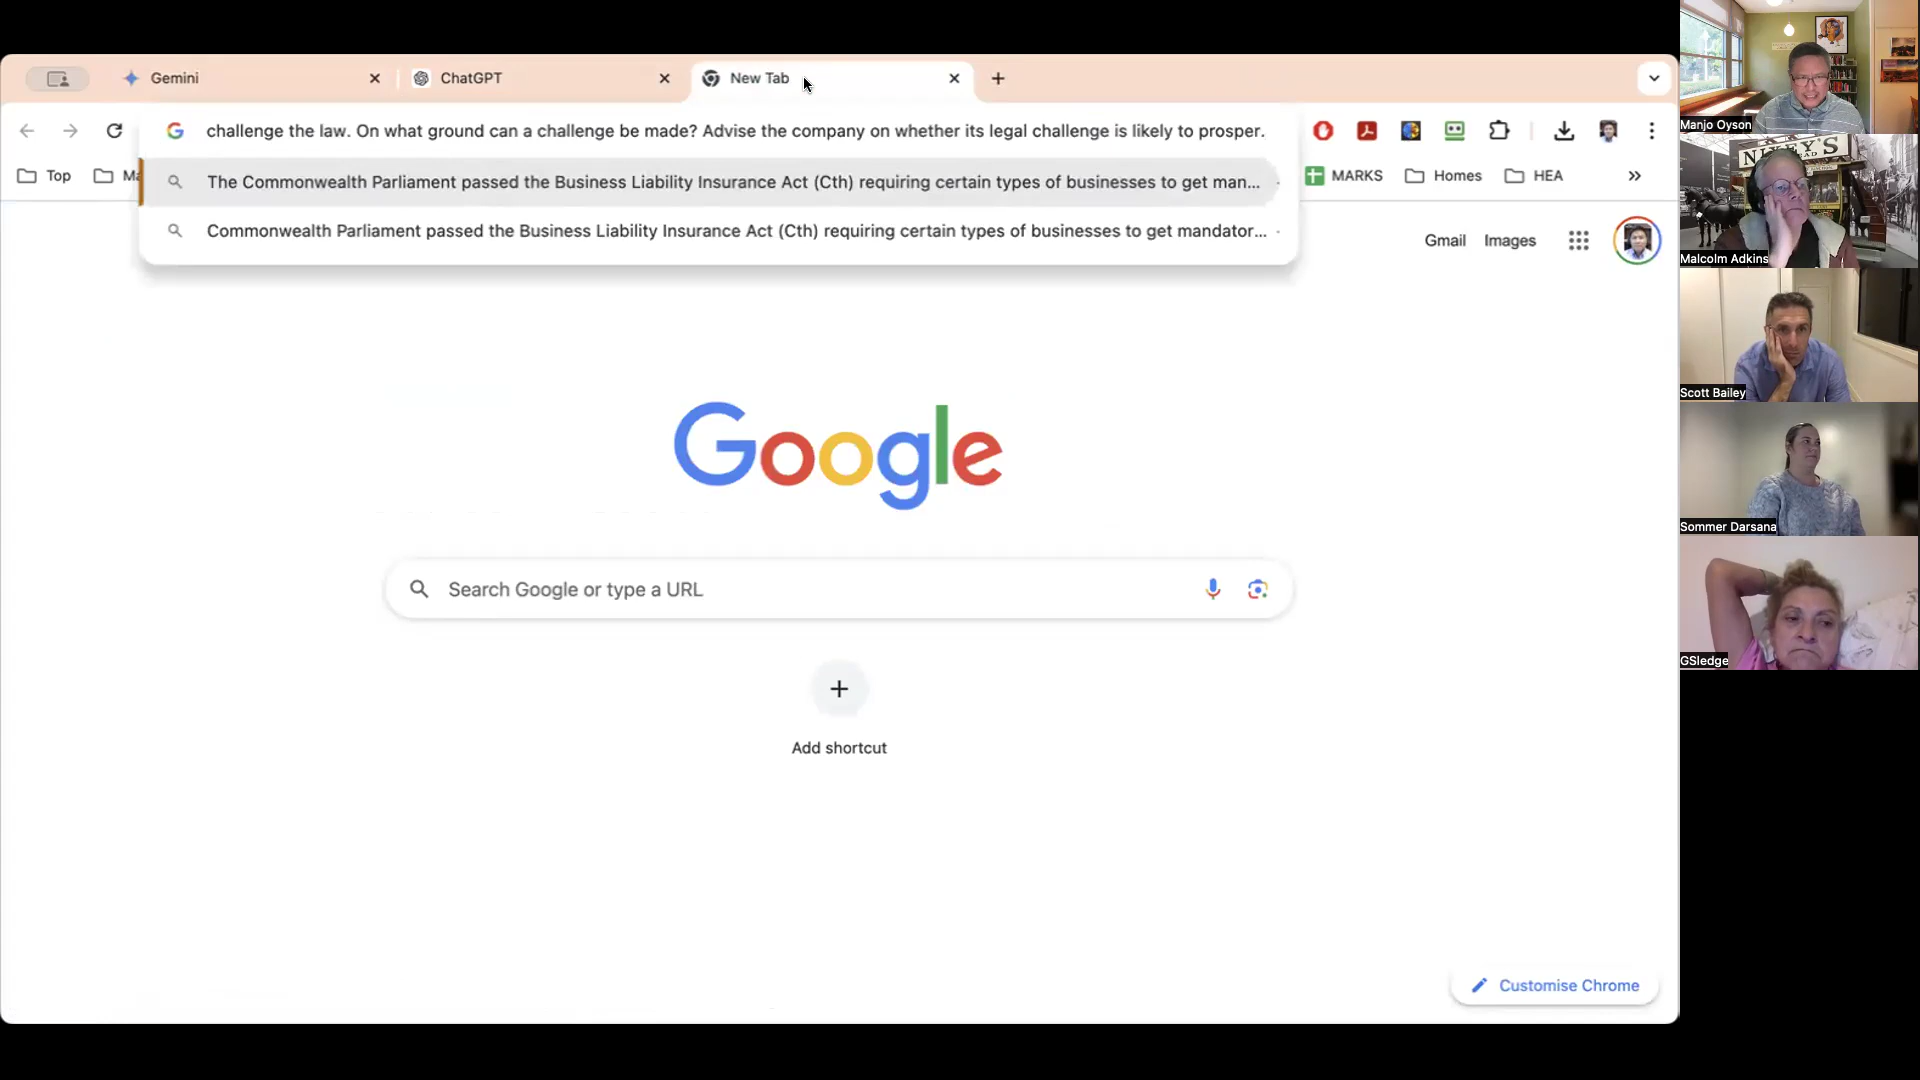 Gemini
ChatGPT
New Tab
challenge the law. On what ground can a challenge be made? Advise the company on whether its legal challenge is likely to prosper.
The Commonwealth Parliament passed the Business Liability Insurance Act (Cth) requiring certain types of businesses to get man...
Commonwealth Parliament passed the Business Liability Insurance Act (Cth) requiring certain types of businesses to get mandator...
Top
Ma
MARKS
Homes
HEA
Gmail
Images
Google
Search Google or type a URL
Add shortcut
Customise Chrome
Manjo Oyson
NIXEY'S
Malcolm Adkins
Scott Bailey
Sommer Darsana
GSledge